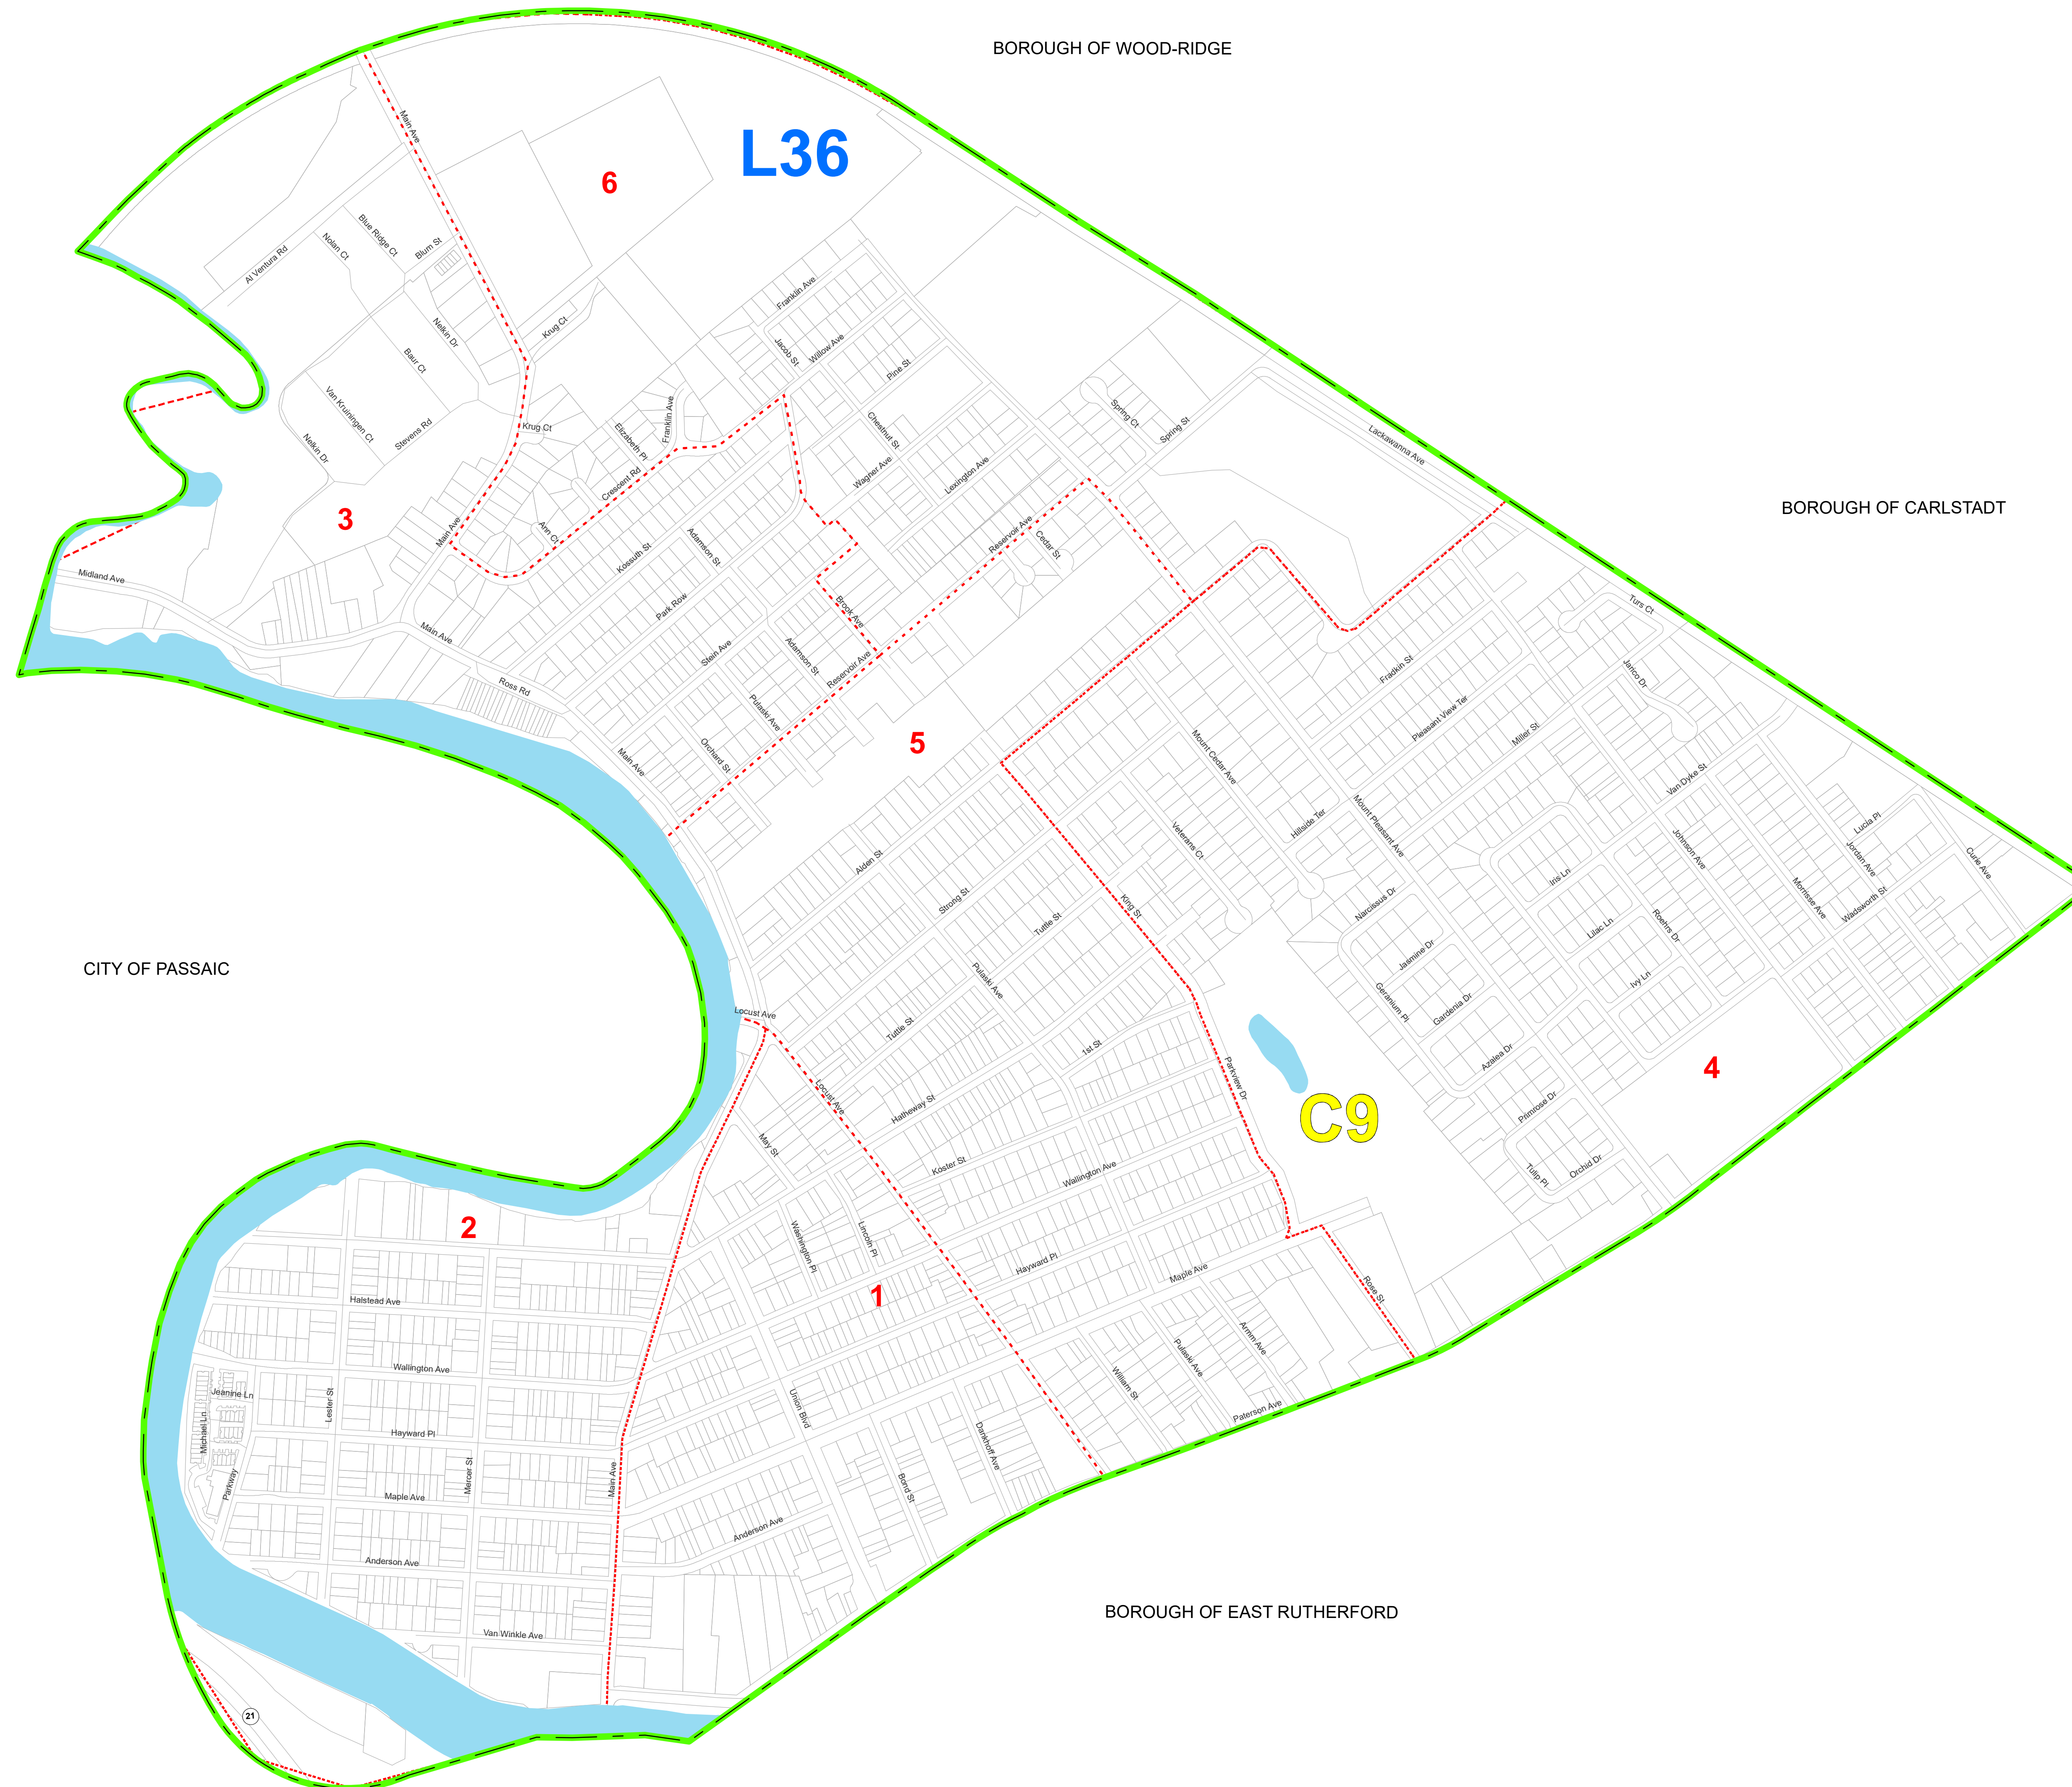 BOROUGH OF WOOD-RIDGE
Main Ave
L36
6
Blue Ridge Ct
Nolan Ct
Blum St
Al Ventura Rd
Franklin Ave
Nelkin Dr
Krug Ct
Jacob St
Willow Ave
Baur Ct
Pine St
Van Kruiningen Ct
Spring Ct
Chestnut St
Franklin Ave
Krug Ct
Elizabeth Pl
Stevens Rd
Spring St
Lackawanna Ave
Nelkin Dr
Wagner Ave
Lexington Ave
Crescent Rd
BOROUGH OF CARLSTADT
3
Main Ave
Ann Ct
Adamson St
Reservoir Ave
Cedar St
Kossuth St
Midland Ave
Park Row
Brook Ave
Turs Ct
Main Ave
Stein Ave
Adamson St
Reservoir Ave
Fradkin St
Jarico Dr
Ross Rd
Pulaski Ave
Pleasant View Ter
Miller St
5
Orchard St
Main Ave
Mount Cedar Ave
Van Dyke St
Hillside Ter
Mount Pleasant Ave
Lucia Pl
Veterans Ct
Johnson Ave
Jordan Ave
Curie Ave
Alden St
Iris Ln
Strong St
King St
Narcissus Dr
Morrisse Ave
Wadsworth St
Tuttle St
Lilac Ln
Roehrs Dr
Jasmine Dr
CITY OF PASSAIC
Pulaski Ave
Ivy Ln
Geranium Pl
Gardenia Dr
Locust Ave
Tuttle St
1st St
Azalea Dr
4
Parkview Dr
Locust Ave
Hatheway St
C9
Primrose Dr
May St
Koster St
Wallington Ave
Orchid Dr
Tulip Pl
2
Washington Pl
Lincoln Pl
Hayward Pl
Maple Ave
Rose St
1
Halstead Ave
Armm Ave
Pulaski Ave
Wallington Ave
William St
Jeanine Ln
Lester St
Union Blvd
Paterson Ave
Michael Ln
Hayward Pl
Dankhoff Ave
Parkway
Mercer St
Main Ave
Bond St
Maple Ave
Anderson Ave
Anderson Ave
BOROUGH OF EAST RUTHERFORD
Van Winkle Ave
21